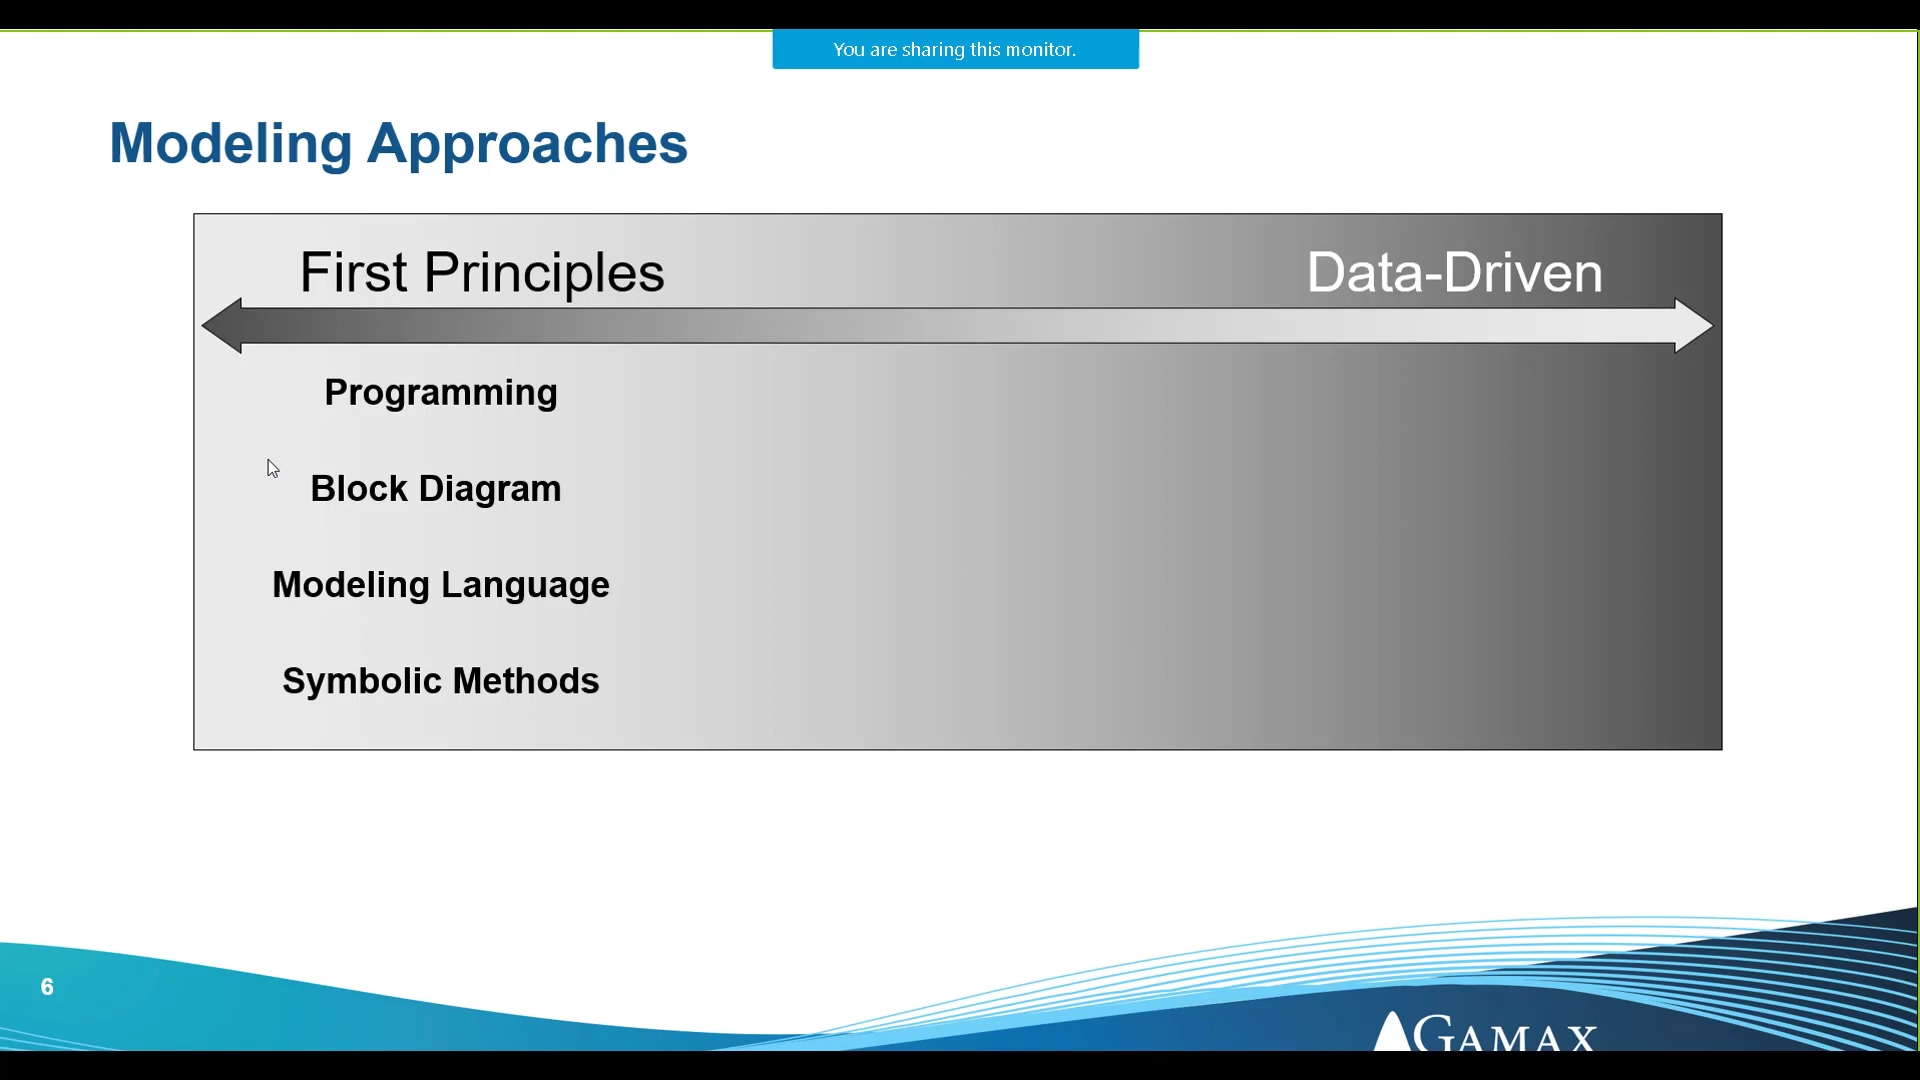 You are sharing this monitor.
Modeling Approaches
First Principles
Data-Driven
Programming
Block Diagram
Modeling Language
Symbolic Methods
6
GAMAX